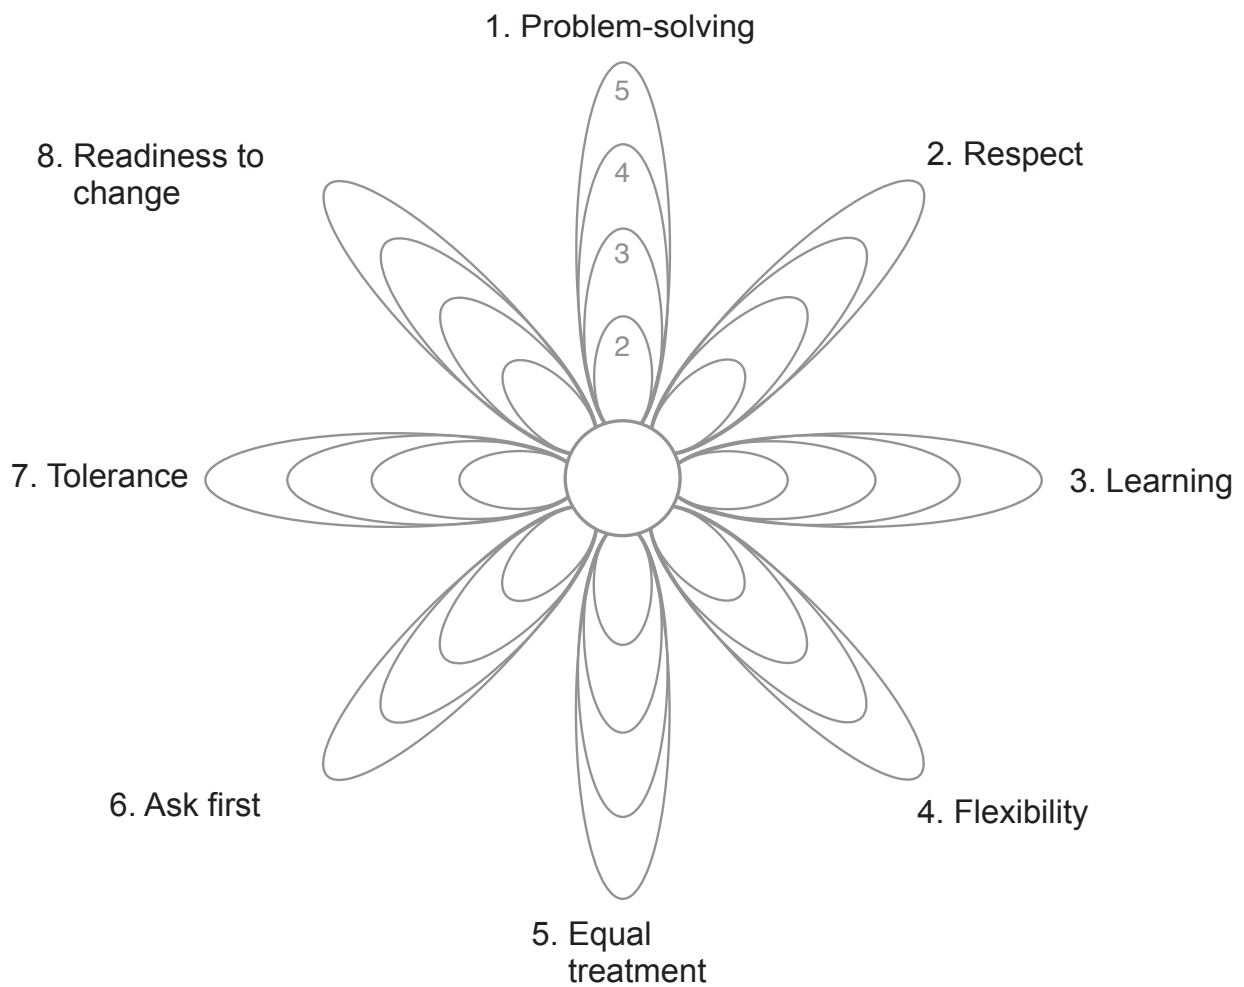 1. Problem-solving
5
4
3
2
2. Respect
3. Learning
4. Flexibility
5. Equal
treatment
6. Ask first
7. Tolerance
8. Readiness to
change